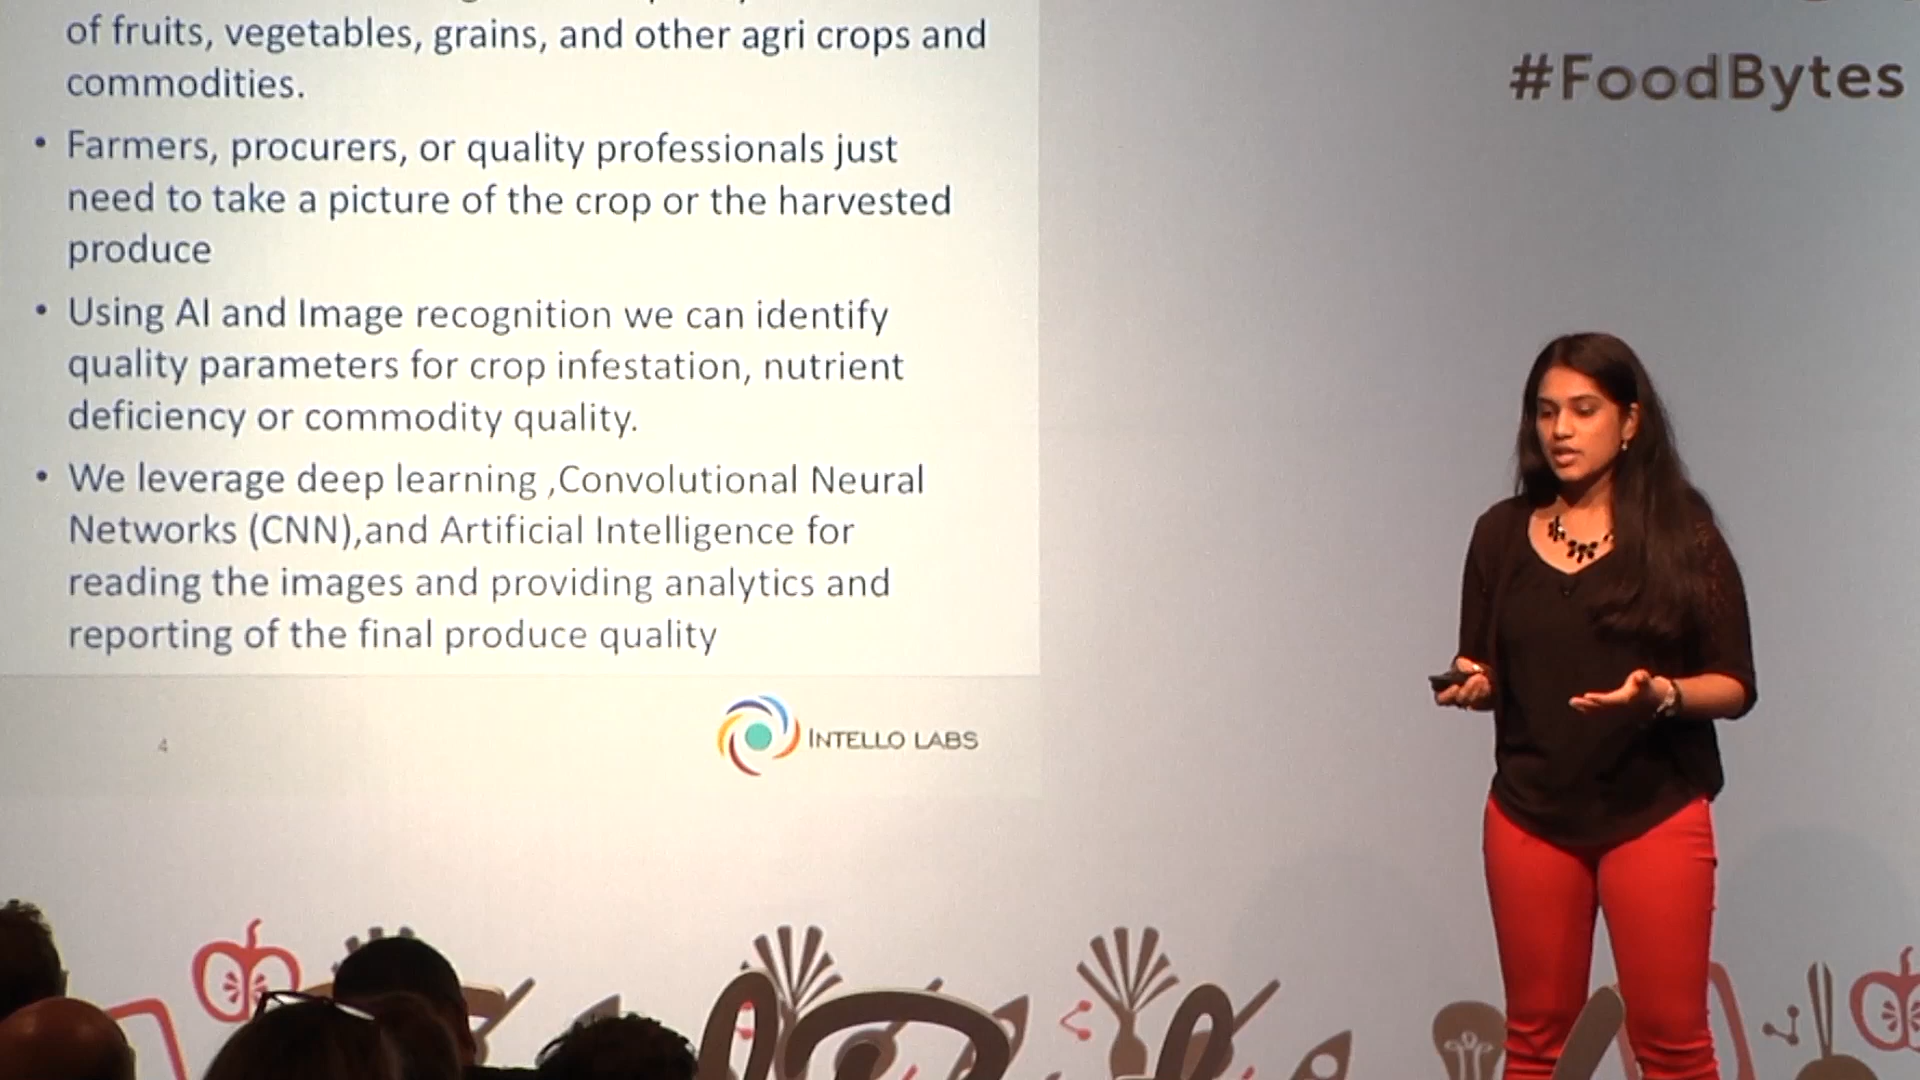 of fruits, vegetables, grains, and other agri crops and
commodities.
• Farmers, procurers, or quality professionals just
need to take a picture of the crop or the harvested
produce
• Using AI and Image recognition we can identify
quality parameters for crop infestation, nutrient
deficiency or commodity quality.
• We leverage deep learning ,Convolutional Neural
Networks (CNN),and Artificial Intelligence for
reading the images and providing analytics and
reporting of the final produce quality
4
INTELLO LABS
#FoodBytes